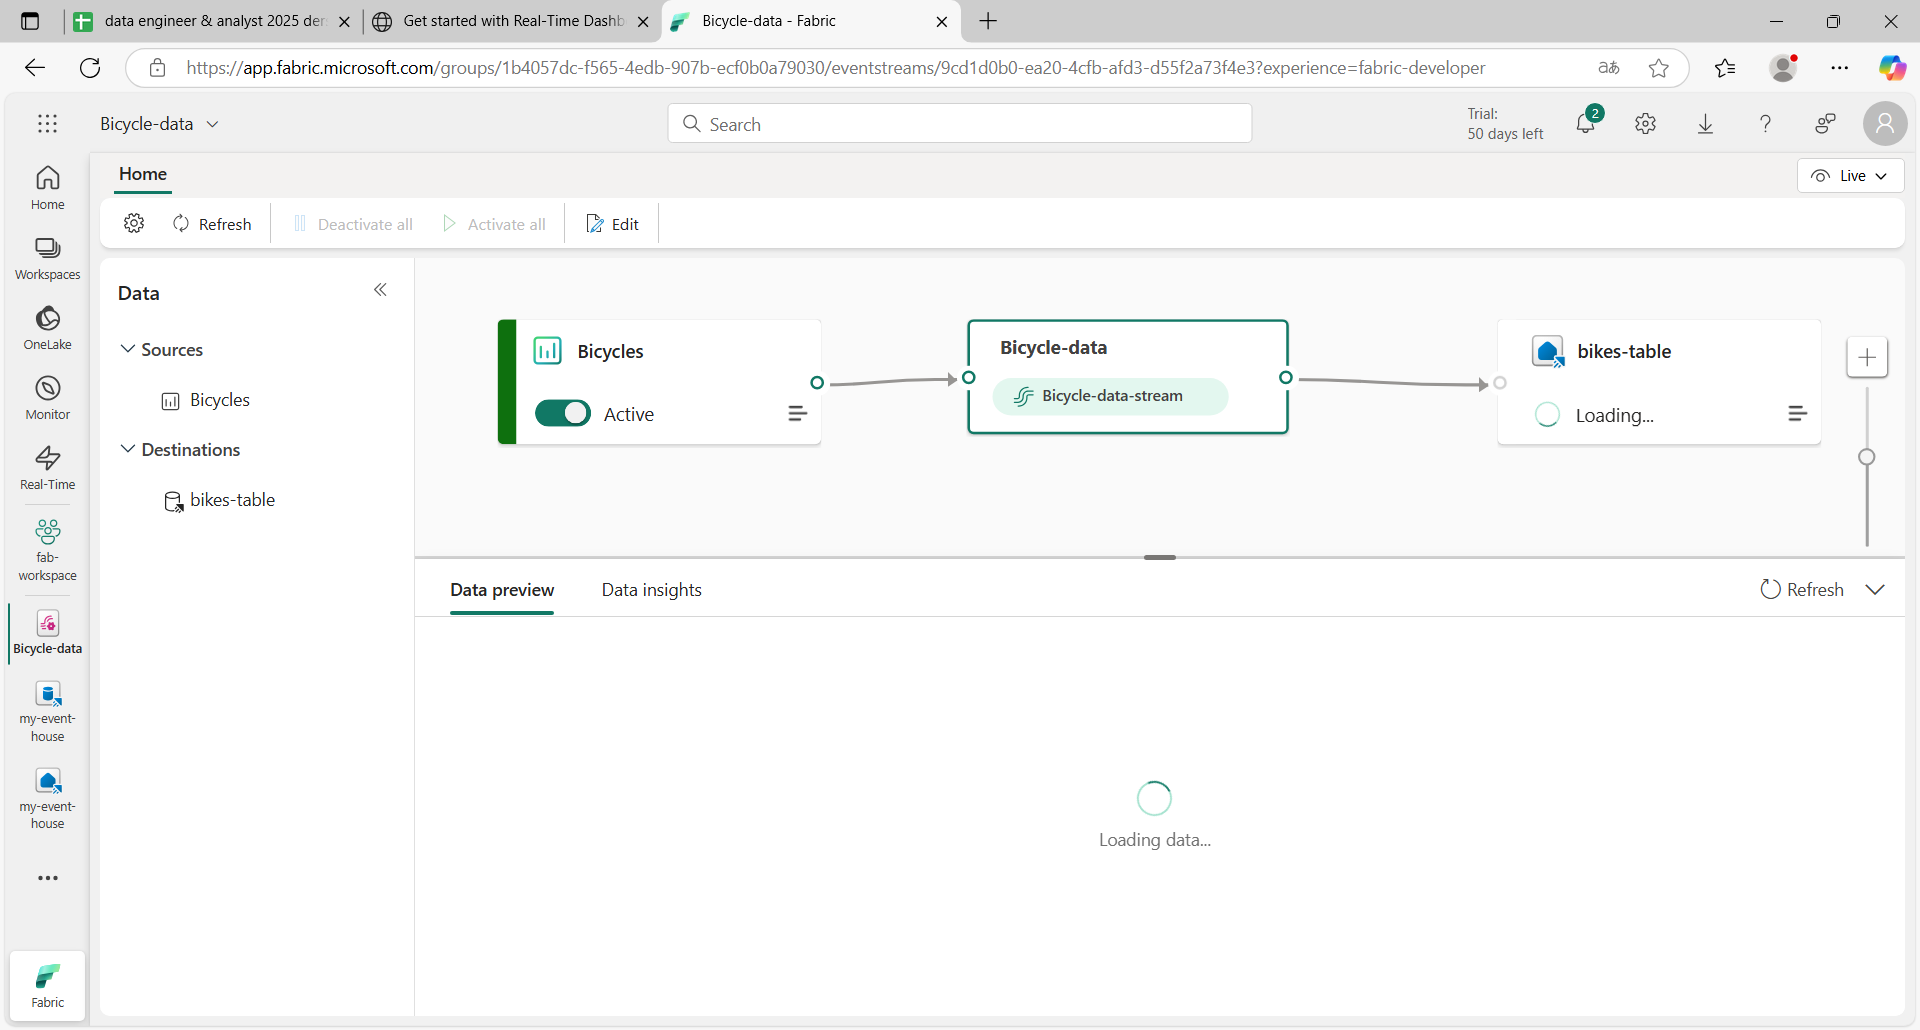 data engineer & analyst 2025 der
Get started with Real-Time Dashb
Bicycle-data - Fabric
https://app.fabric.microsoft.com/groups/1b4057dc-f565-4edb-907b-ecf0b0a79030/eventstreams/9cd1d0b0-ea20-4cfb-afd3-d55f2a73f4e3?experience=fabric-developer
aあ
Bicycle-data
Search
Trial:
50 days left
2
Home
Live
Refresh
Deactivate all
Activate all
Edit
Home
Workspaces
OneLake
Monitor
Real-Time
fab-
workspace
Bicycle-data
my-event-
house
my-event-
house
Fabric
Data
Sources
Bicycles
Destinations
bikes-table
Bicycles
Active
Bicycle-data
Bicycle-data-stream
bikes-table
Loading...
Data preview
Data insights
Refresh
Loading data...